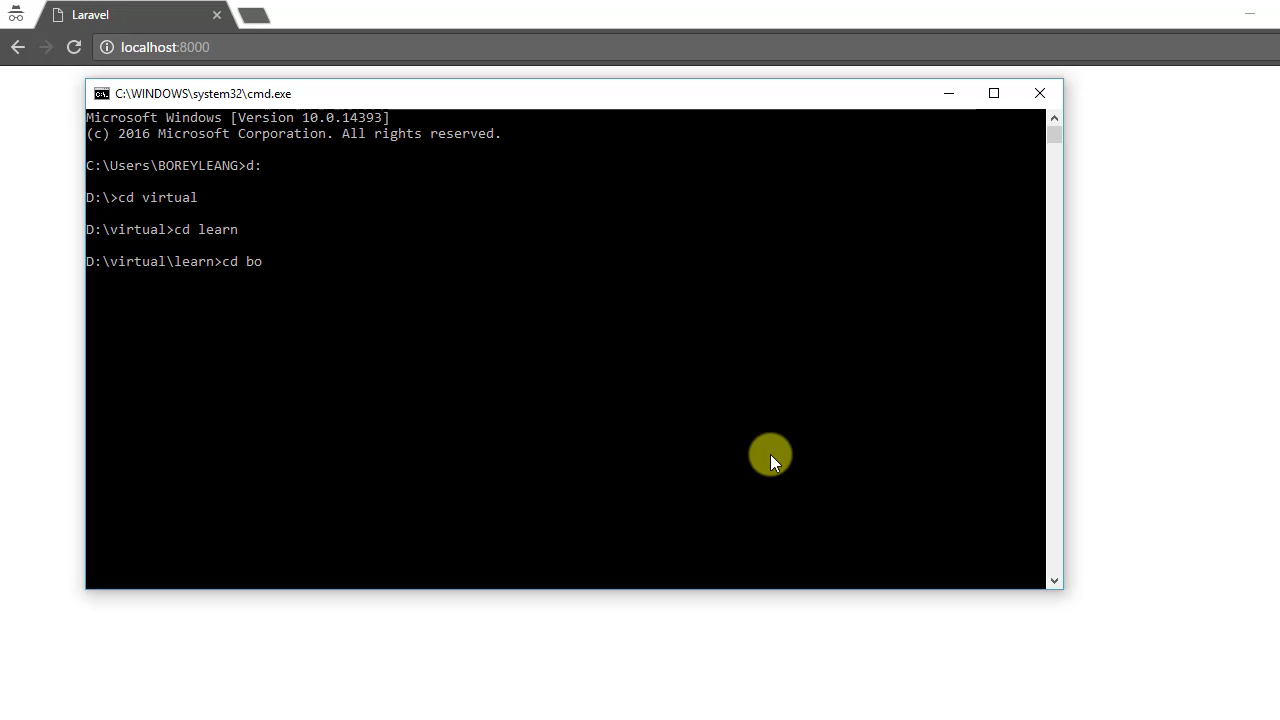 Laravel
localhost:8000
C:\WINDOWS\system32\cmd.exe
Microsoft Windows [Version 10.0.14393]
(c) 2016 Microsoft Corporation. All rights reserved.
C:\Users\BOREYLEANG>d:
D:\>cd virtual
D:\virtual>cd learn
D:\virtual\learn>cd bo